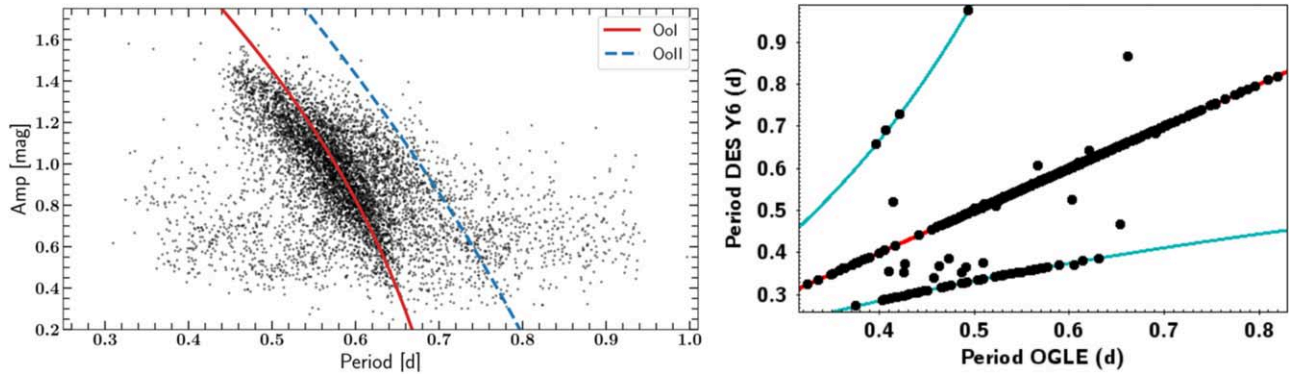 1.6
1.4
1.2
1.0
0.8
0.6
0.4
0.2
Amp [mag]
0.3 0.4 0.5 0.6 0.7 0.8 0.9 1.0
Period [d]
OoI
OoII
0.9
0.8
0.7
0.6
0.5
0.4
0.3
Period DES Y6 (d)
0.4 0.5 0.6 0.7 0.8
Period OGLE (d)